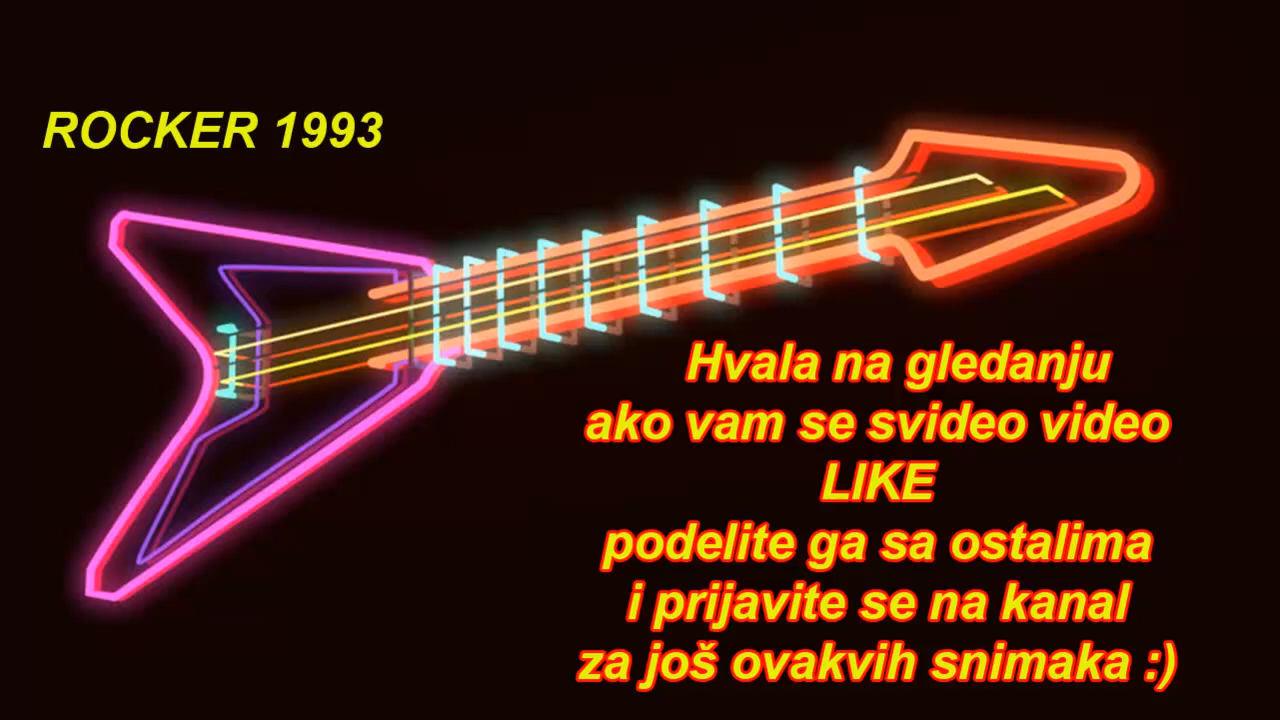 ROCKER 1993
Hvala na gledanju
ako vam se svideo video
LIKE
podelite ga sa ostalima
i prijavite se na kanal
za još ovakvih snimaka :)